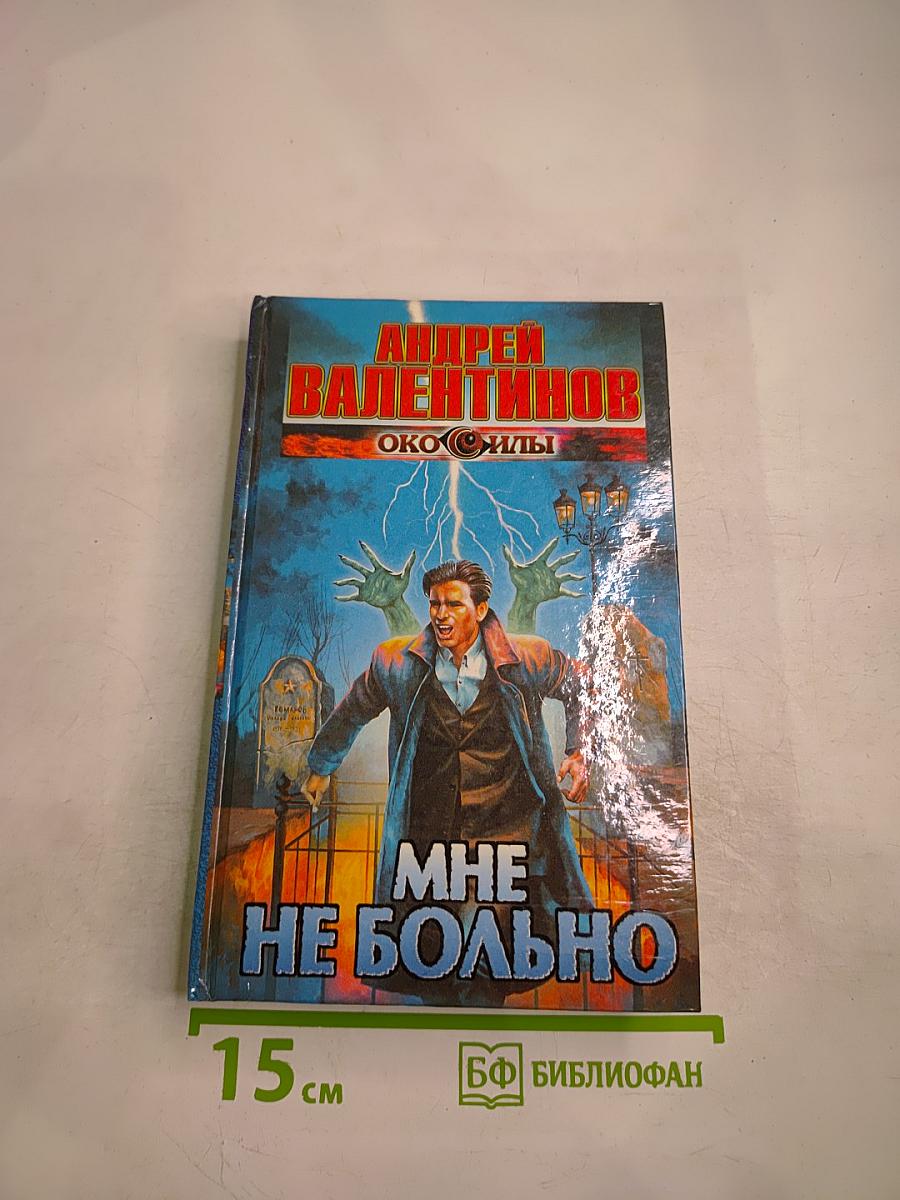 АНДРЕЙ
ВАЛЕНТИНОВ
ОКО СИЛЫ
МНЕ
НЕ БОЛЬНО
15 см
БФ БИБЛИОФАН